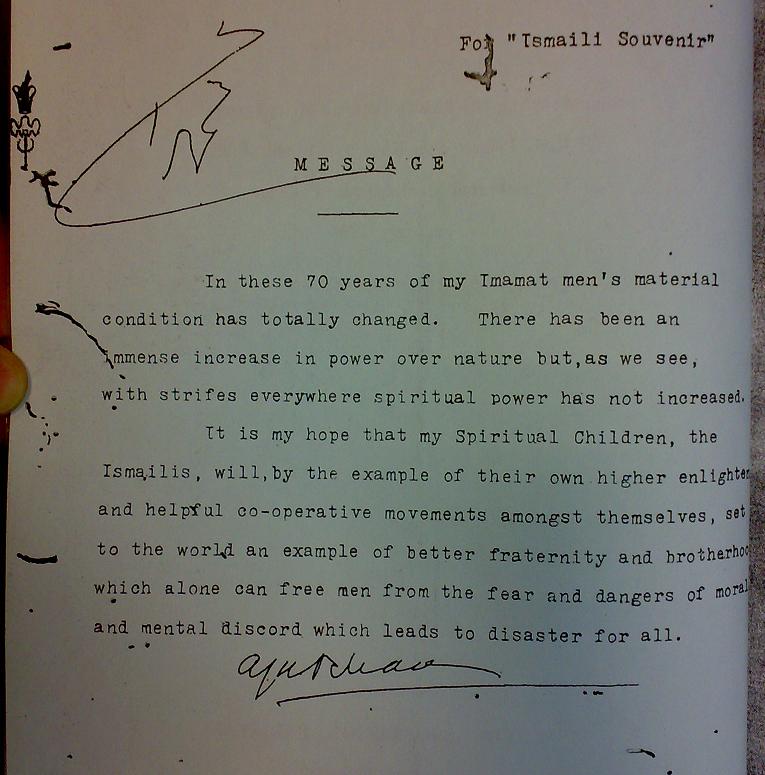 For "Ismaili Souvenir"
MESSAGE
In these 70 years of my Imamat men's material
condition has totally changed. There has been an
immense increase in power over nature but,as we see,
with strifes everywhere spiritual power has not increased.
It is my hope that my Spiritual Children, the
Ismailis, will,by the example of their own higher enlighten
and helpful co-operative movements amongst themselves, set
to the world an example of better fraternity and brotherhoo
which alone can free men from the fear and dangers of moral
and mental discord which leads to disaster for all.
Aga Khan